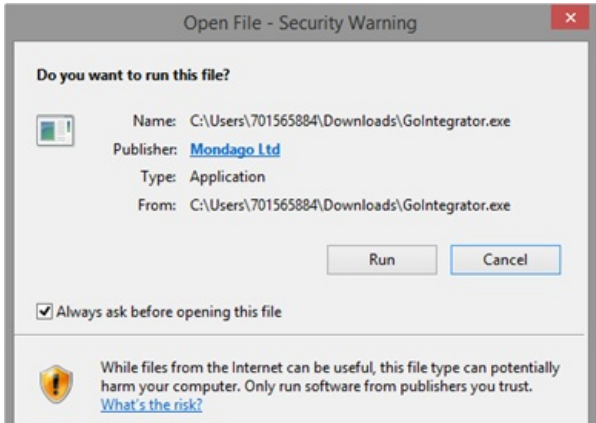 Open File - Security Warning
Do you want to run this file?
Name: C:\Users\701565884\Downloads\GoIntegrator.exe
Publisher: Mondago Ltd
Type: Application
From: C:\Users\701565884\Downloads\GoIntegrator.exe
Run Cancel
Always ask before opening this file
While files from the Internet can be useful, this file type can potentially
harm your computer. Only run software from publishers you trust.
What's the risk?